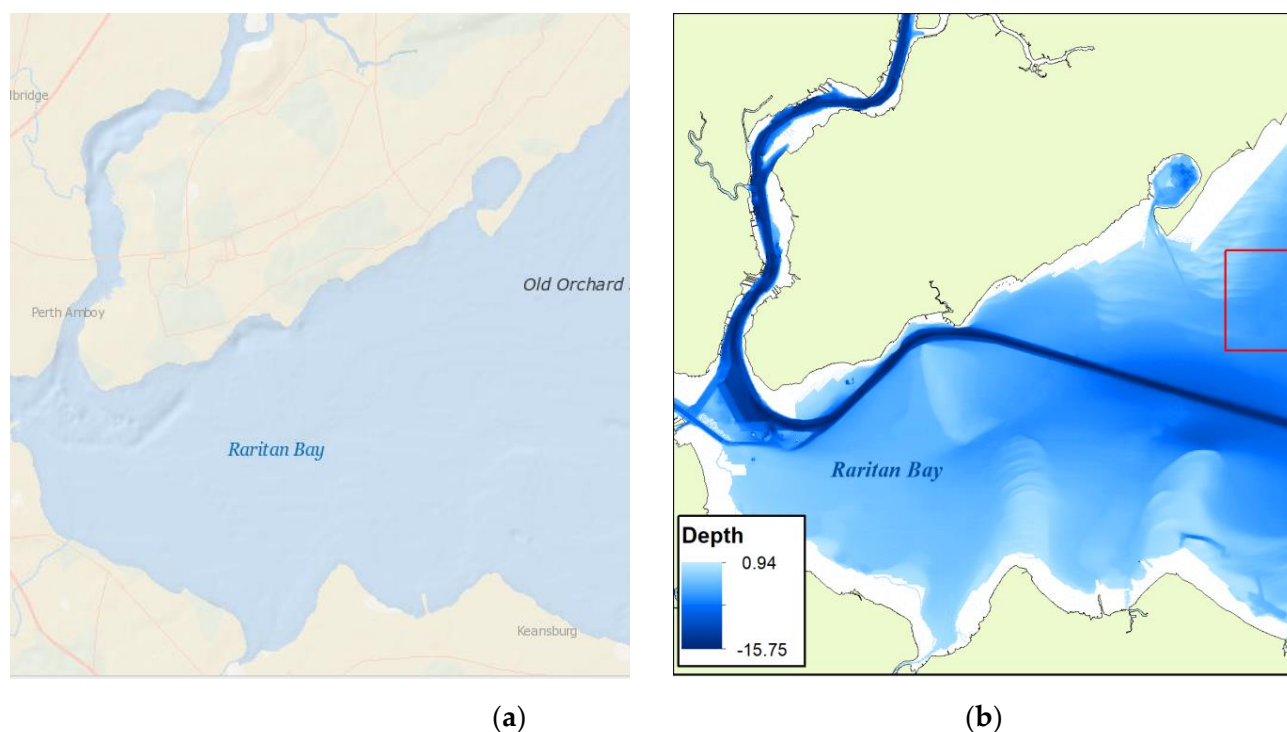 lbridge
Perth Amboy
Old Orchard
Raritan Bay
Keansburg
Raritan Bay
Depth
0.94
-15.75
(a)
(b)